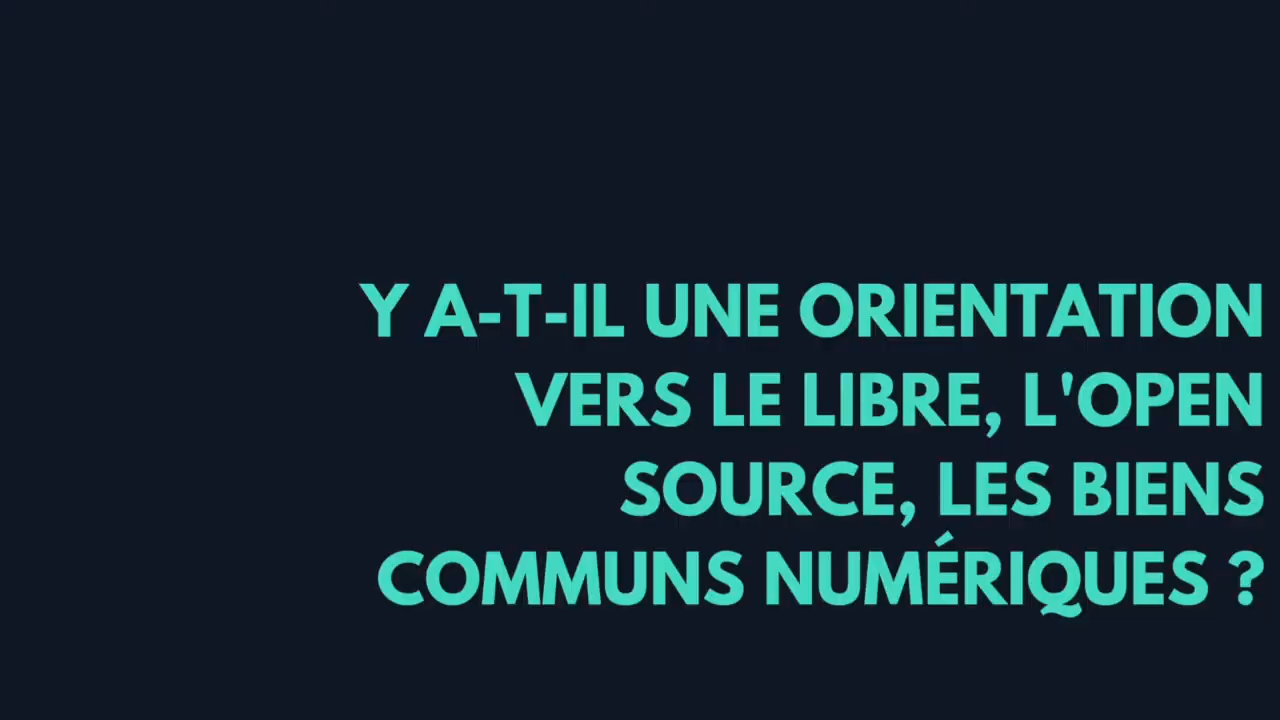 Y A-T-IL UNE ORIENTATION
VERS LE LIBRE, L'OPEN
SOURCE, LES BIENS
COMMUNS NUMÉRIQUES ?